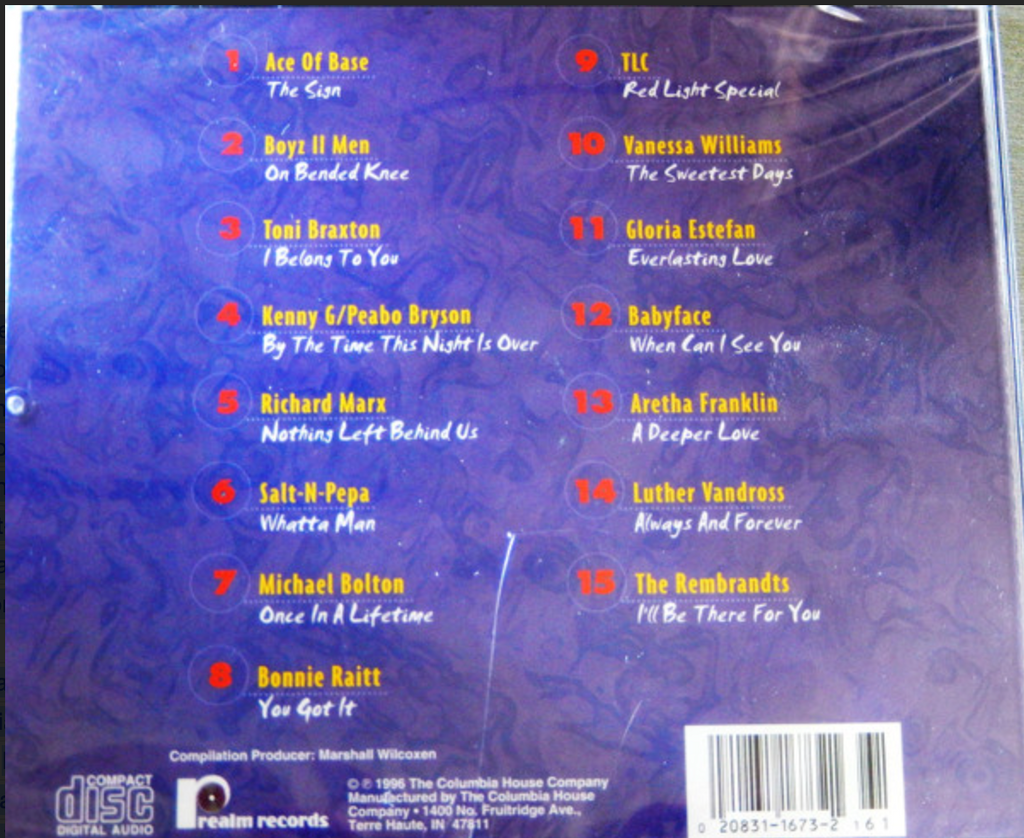 1 Ace Of Base
The Sign
2 Boyz II Men
On Bended Knee
3 Toni Braxton
I Belong To You
4 Kenny G/Peabo Bryson
By The Time This Night Is Over
5 Richard Marx
Nothing Left Behind Us
6 Salt-N-Pepa
Whatta Man
7 Michael Bolton
Once In A Lifetime
8 Bonnie Raitt
You Got It
9 TLC
Red Light Special
10 Vanessa Williams
The Sweetest Days
11 Gloria Estefan
Everlasting Love
12 Babyface
When Can I See You
13 Aretha Franklin
A Deeper Love
14 Luther Vandross
Always And Forever
15 The Rembrandts
I'll Be There For You
Compilation Producer: Marshall Wilcoxen
COMPACT
disc
DIGITAL AUDIO
r
realm records
© ℗ 1996 The Columbia House Company
Manufactured by The Columbia House
Company • 1400 No. Fruitridge Ave.,
Terre Haute, IN 47811
0 20831-1673-2 161